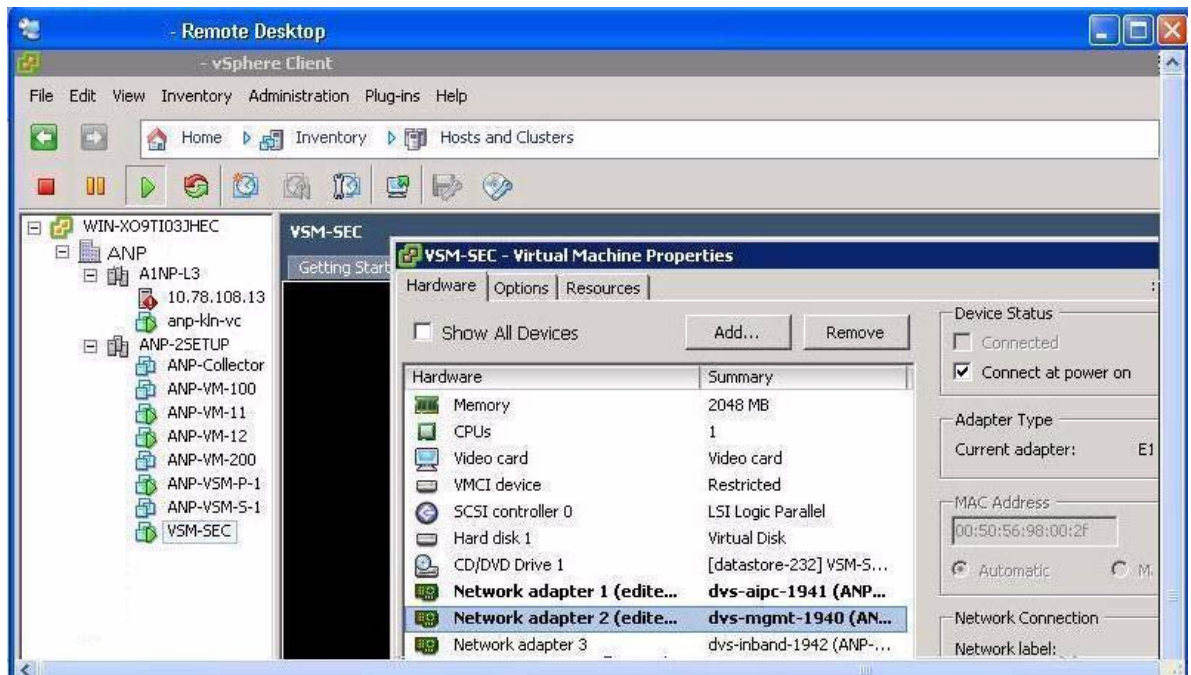 - Remote Desktop
- vSphere Client
File Edit View Inventory Administration Plug-ins Help
Home Inventory Hosts and Clusters
WIN-XO9TI03JHEC
ANP
A1NP-L3
10.78.108.13
anp-kln-vc
ANP-2SETUP
ANP-Collector
ANP-VM-100
ANP-VM-11
ANP-VM-12
ANP-VM-200
ANP-VSM-P-1
ANP-VSM-S-1
VSM-SEC
VSM-SEC
Getting Start
VSM-SEC - Virtual Machine Properties
Hardware Options Resources
Show All Devices Add... Remove
Hardware Summary
Memory 2048 MB
CPUs 1
Video card Video card
VMCI device Restricted
SCSI controller 0 LSI Logic Parallel
Hard disk 1 Virtual Disk
CD/DVD Drive 1 [datastore-232] VSM-S...
Network adapter 1 (edite... dvs-aipc-1941 (ANP...
Network adapter 2 (edite... dvs-mgmt-1940 (AN...
Network adapter 3 dvs-inband-1942 (ANP-...
Device Status
Connected
Connect at power on
Adapter Type
Current adapter: E1
MAC Address
00:50:56:98:00:2f
Automatic M
Network Connection
Network label: